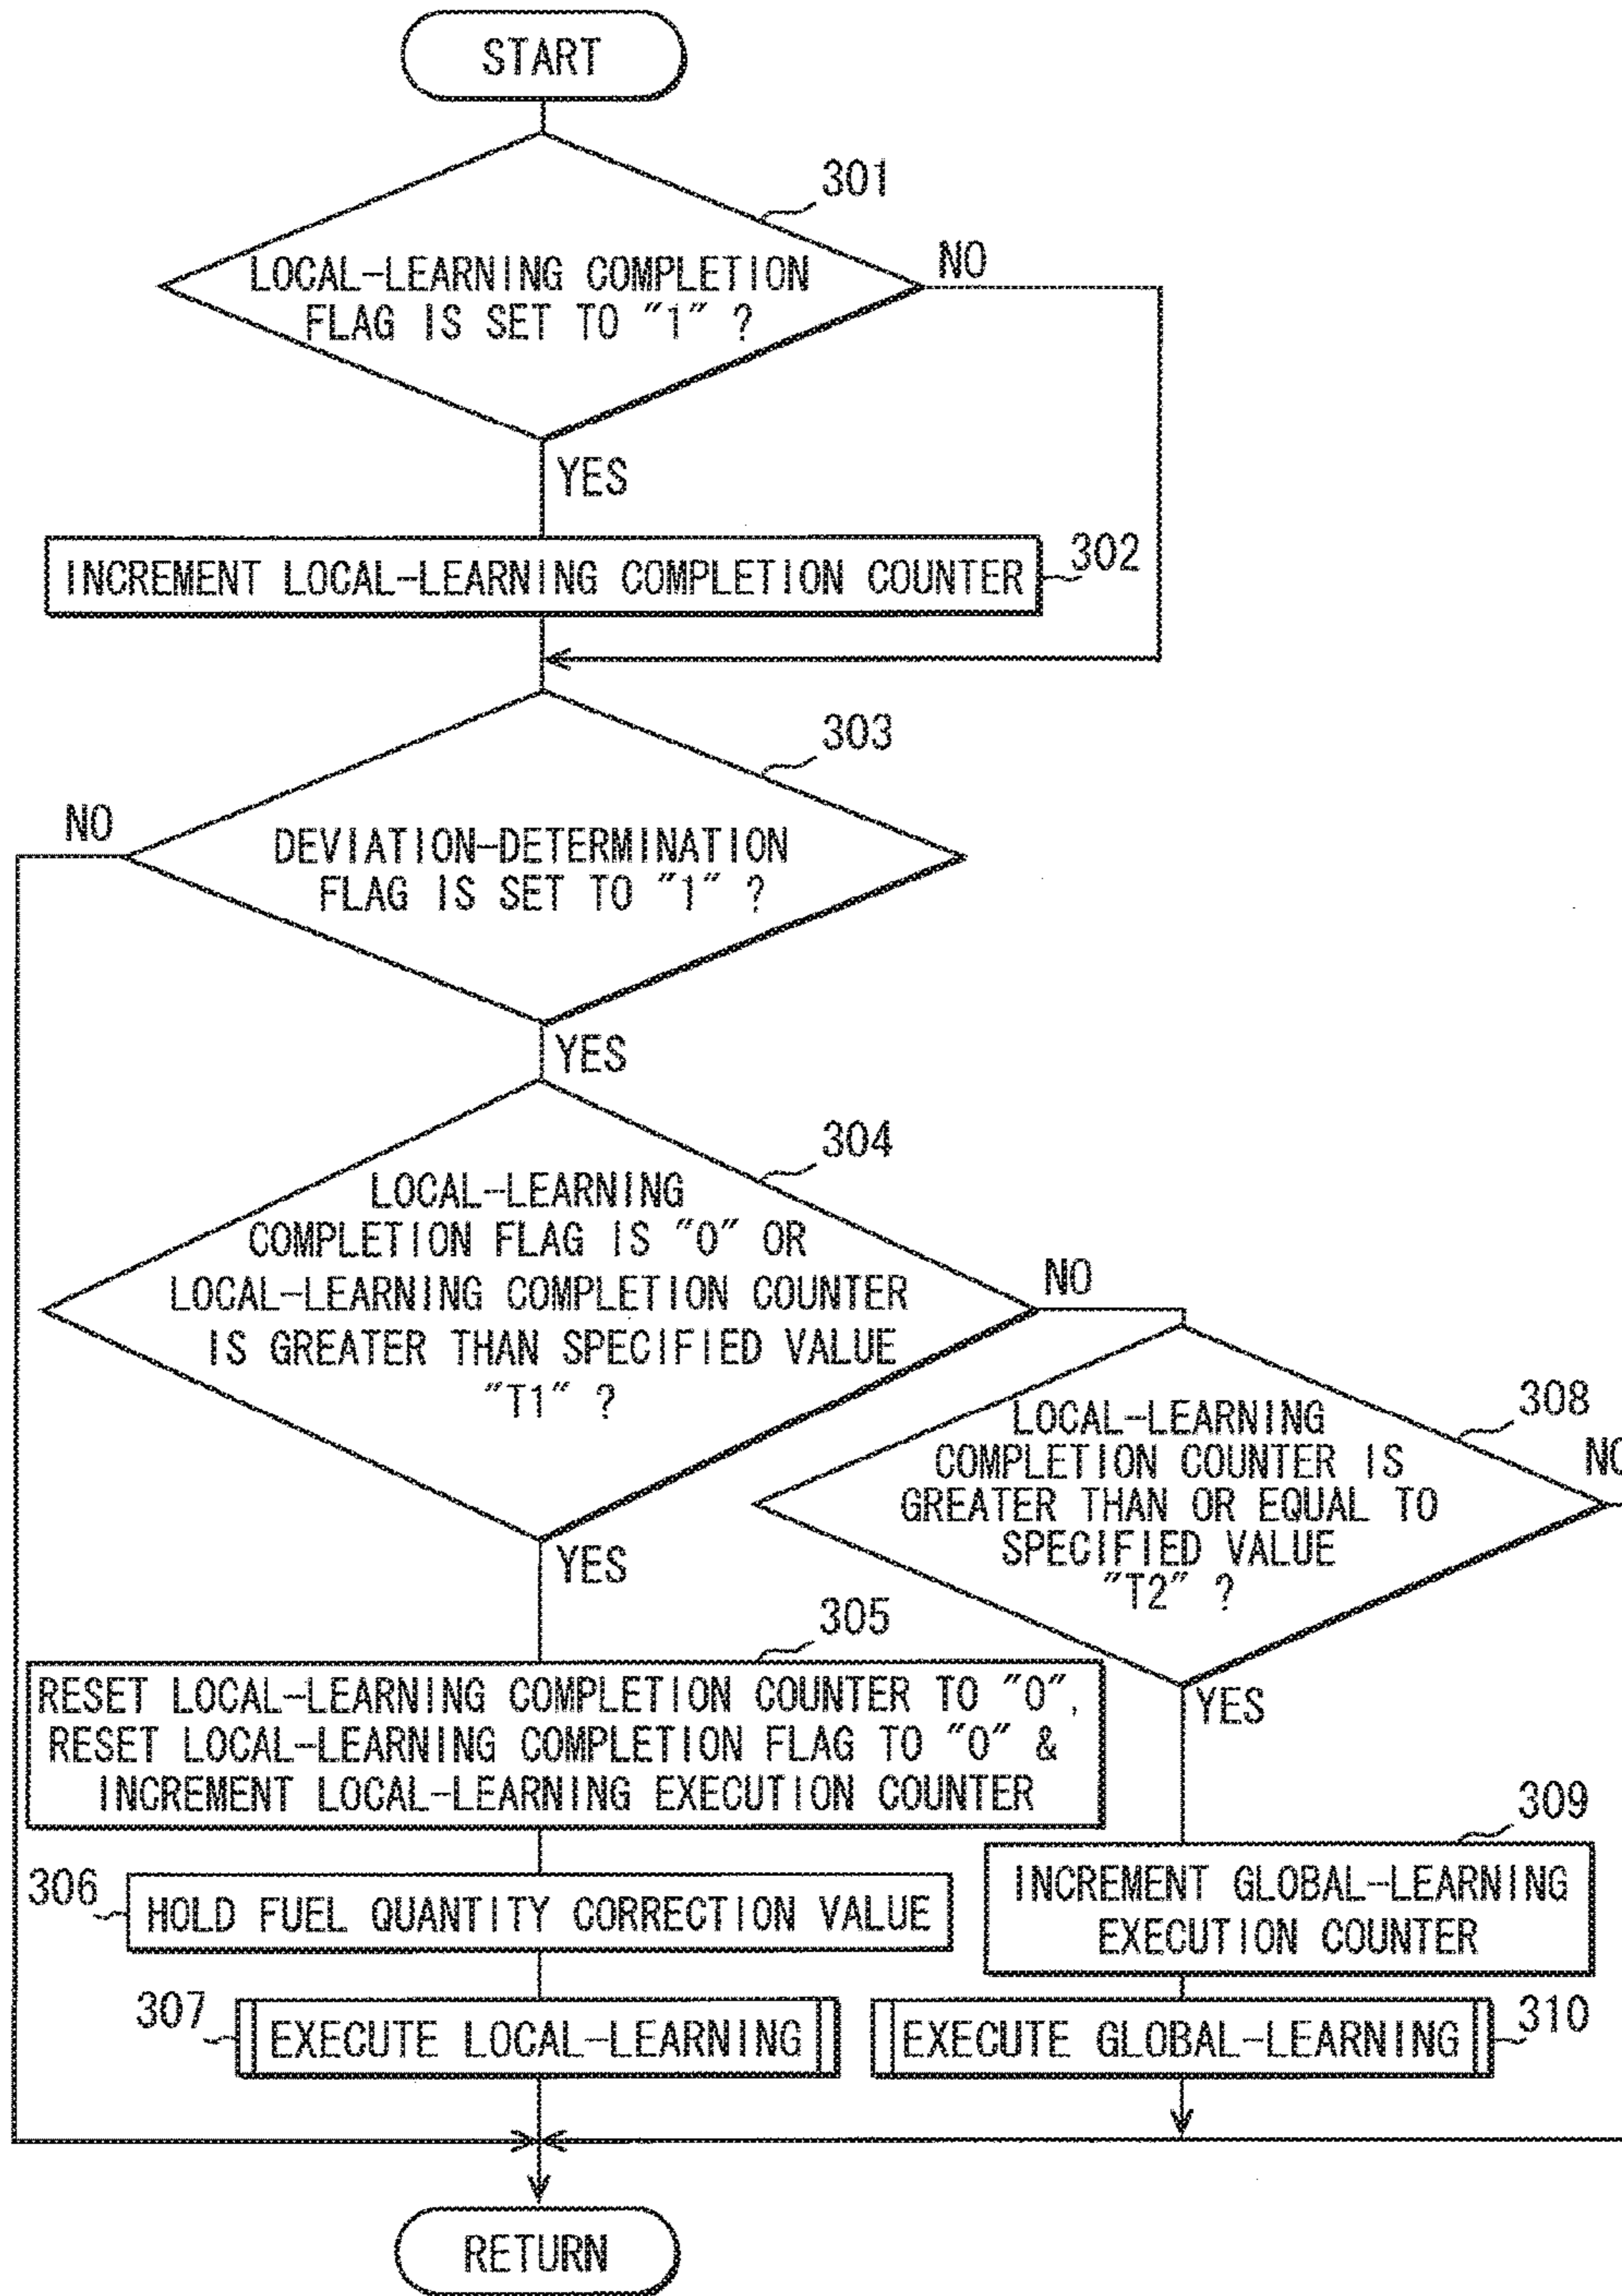 START
301
LOCAL-LEARNING COMPLETION
FLAG IS SET TO "1" ?
NO
YES
INCREMENT LOCAL-LEARNING COMPLETION COUNTER
302
303
NO
DEVIATION-DETERMINATION
FLAG IS SET TO "1" ?
YES
304
LOCAL-LEARNING
COMPLETION FLAG IS "0" OR
LOCAL-LEARNING COMPLETION COUNTER
IS GREATER THAN SPECIFIED VALUE
"T1" ?
NO
YES
308
LOCAL-LEARNING
COMPLETION COUNTER IS
GREATER THAN OR EQUAL TO
SPECIFIED VALUE
"T2" ?
NO
YES
305
RESET LOCAL-LEARNING COMPLETION COUNTER TO "0",
RESET LOCAL-LEARNING COMPLETION FLAG TO "0" &
INCREMENT LOCAL-LEARNING EXECUTION COUNTER
306
HOLD FUEL QUANTITY CORRECTION VALUE
309
INCREMENT GLOBAL-LEARNING
EXECUTION COUNTER
307
EXECUTE LOCAL-LEARNING
EXECUTE GLOBAL-LEARNING
310
RETURN